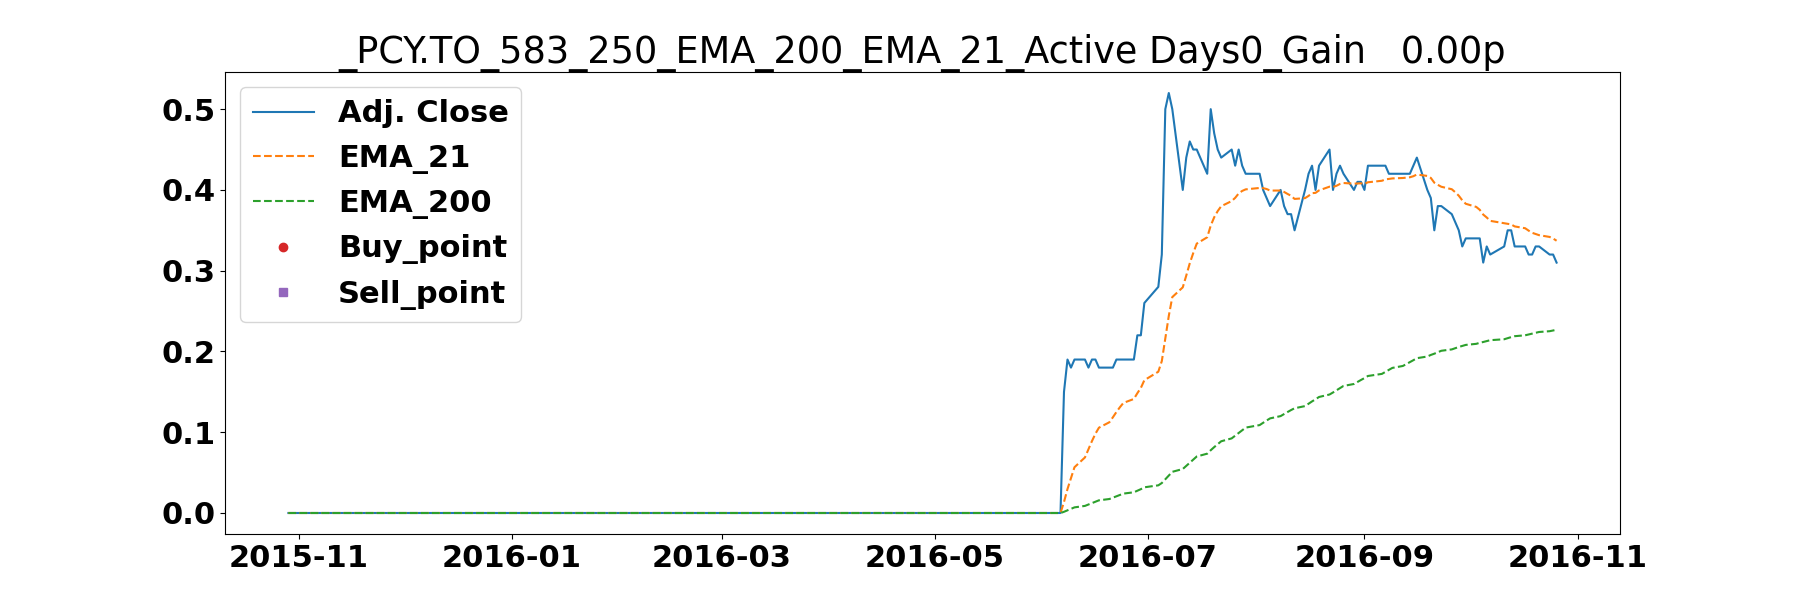 _PCY.TO_583_250_EMA_200_EMA_21_Active Days0_Gain   0.00p
0.5
0.4
0.3
0.2
0.1
0.0
Adj. Close
EMA_21
EMA_200
Buy_point
Sell_point
2015-11 2016-01 2016-03 2016-05 2016-07 2016-09 2016-11